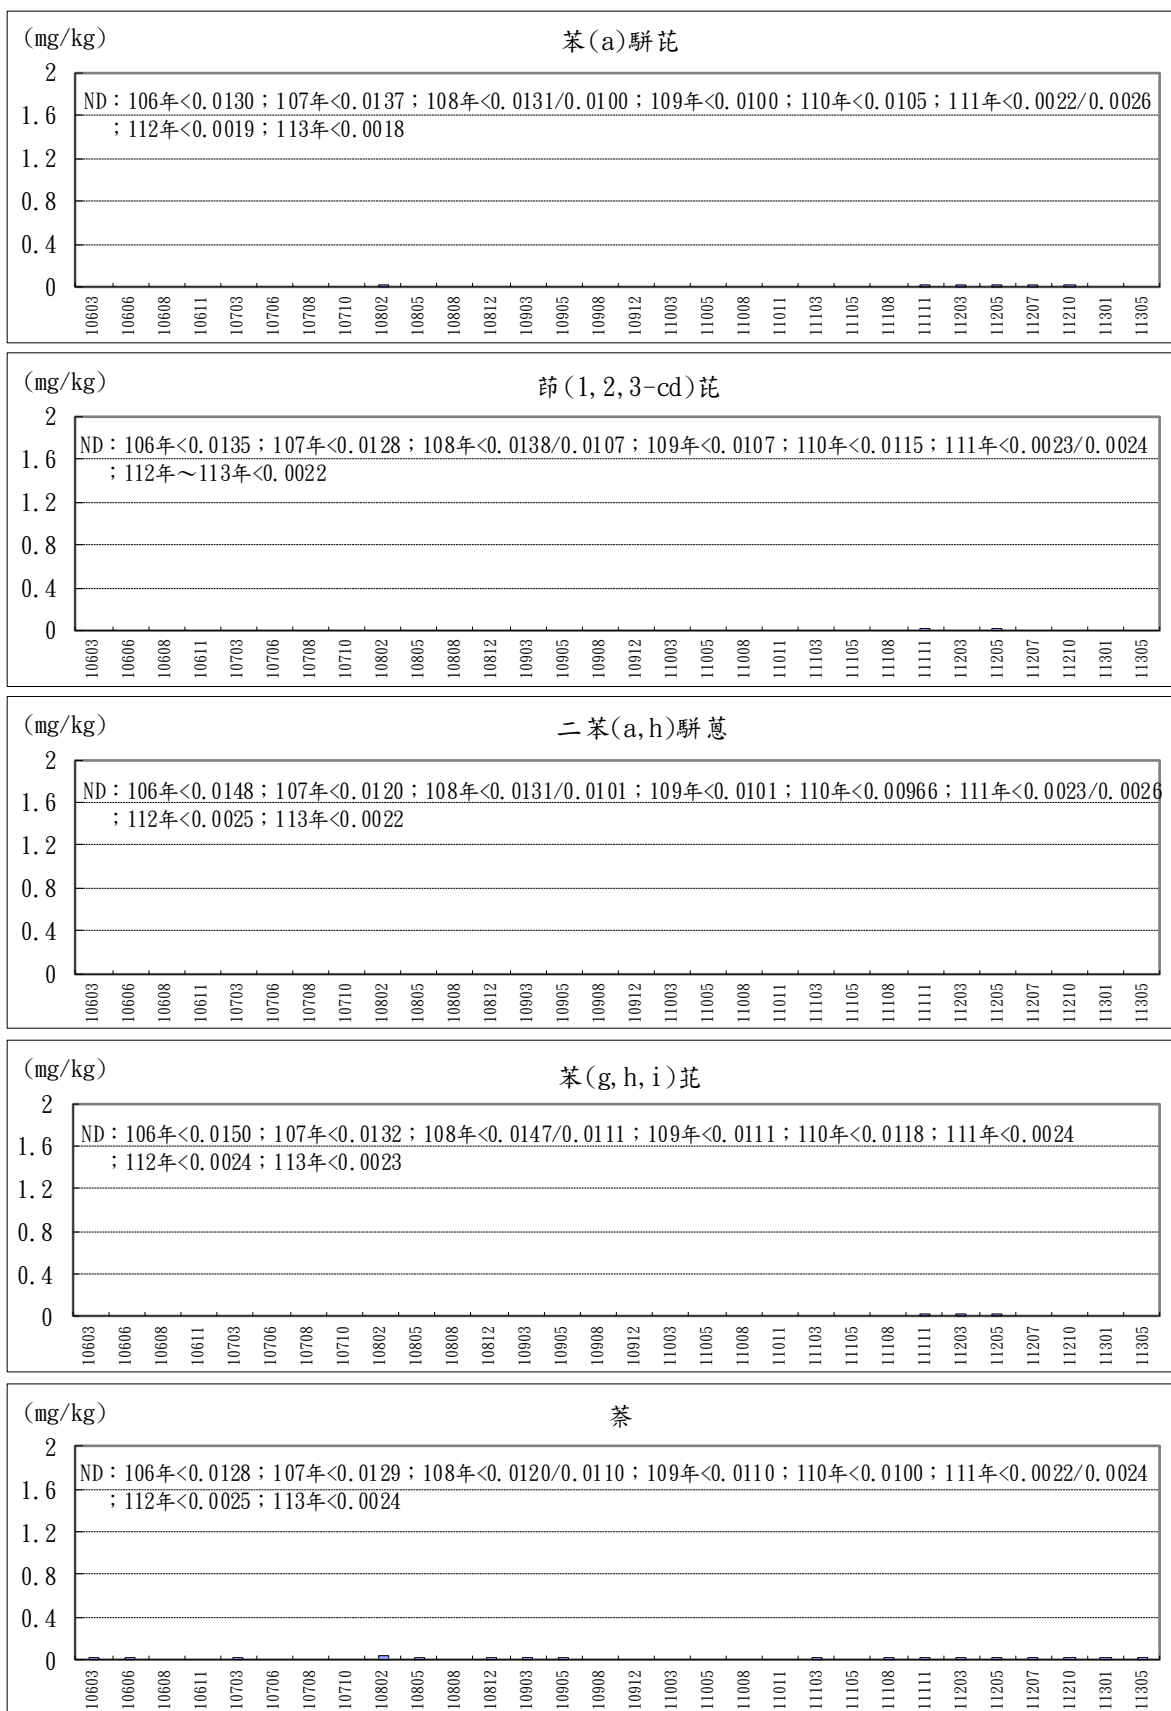 (mg/kg)
苯(a)駢芘
2
ND：106年<0.0130；107年<0.0137；108年<0.0131/0.0100；109年<0.0100；110年<0.0105；111年<0.0022/0.0026
；112年<0.0019；113年<0.0018
1.6
1.2
0.8
0.4
0
10603 10606 10608 10611 10703 10706 10708 10710 10802 10805 10808 10812 10903 10905 10908 10912 11003 11005 11008 11011 11103 11105 11108 11111 11203 11205 11207 11210 11301 11305
(mg/kg)
茚(1,2,3-cd)芘
2
ND：106年<0.0135；107年<0.0128；108年<0.0138/0.0107；109年<0.0107；110年<0.0115；111年<0.0023/0.0024
；112年～113年<0.0022
1.6
1.2
0.8
0.4
0
10603 10606 10608 10611 10703 10706 10708 10710 10802 10805 10808 10812 10903 10905 10908 10912 11003 11005 11008 11011 11103 11105 11108 11111 11203 11205 11207 11210 11301 11305
(mg/kg)
二苯(a,h)駢蒽
2
ND：106年<0.0148；107年<0.0120；108年<0.0131/0.0101；109年<0.0101；110年<0.00966；111年<0.0023/0.0026
；112年<0.0025；113年<0.0022
1.6
1.2
0.8
0.4
0
10603 10606 10608 10611 10703 10706 10708 10710 10802 10805 10808 10812 10903 10905 10908 10912 11003 11005 11008 11011 11103 11105 11108 11111 11203 11205 11207 11210 11301 11305
(mg/kg)
苯(g,h,i)苝
2
ND：106年<0.0150；107年<0.0132；108年<0.0147/0.0111；109年<0.0111；110年<0.0118；111年<0.0024
；112年<0.0024；113年<0.0023
1.6
1.2
0.8
0.4
0
10603 10606 10608 10611 10703 10706 10708 10710 10802 10805 10808 10812 10903 10905 10908 10912 11003 11005 11008 11011 11103 11105 11108 11111 11203 11205 11207 11210 11301 11305
(mg/kg)
萘
2
ND：106年<0.0128；107年<0.0129；108年<0.0120/0.0110；109年<0.0110；110年<0.0100；111年<0.0022/0.0024
；112年<0.0025；113年<0.0024
1.6
1.2
0.8
0.4
0
10603 10606 10608 10611 10703 10706 10708 10710 10802 10805 10808 10812 10903 10905 10908 10912 11003 11005 11008 11011 11103 11105 11108 11111 11203 11205 11207 11210 11301 11305